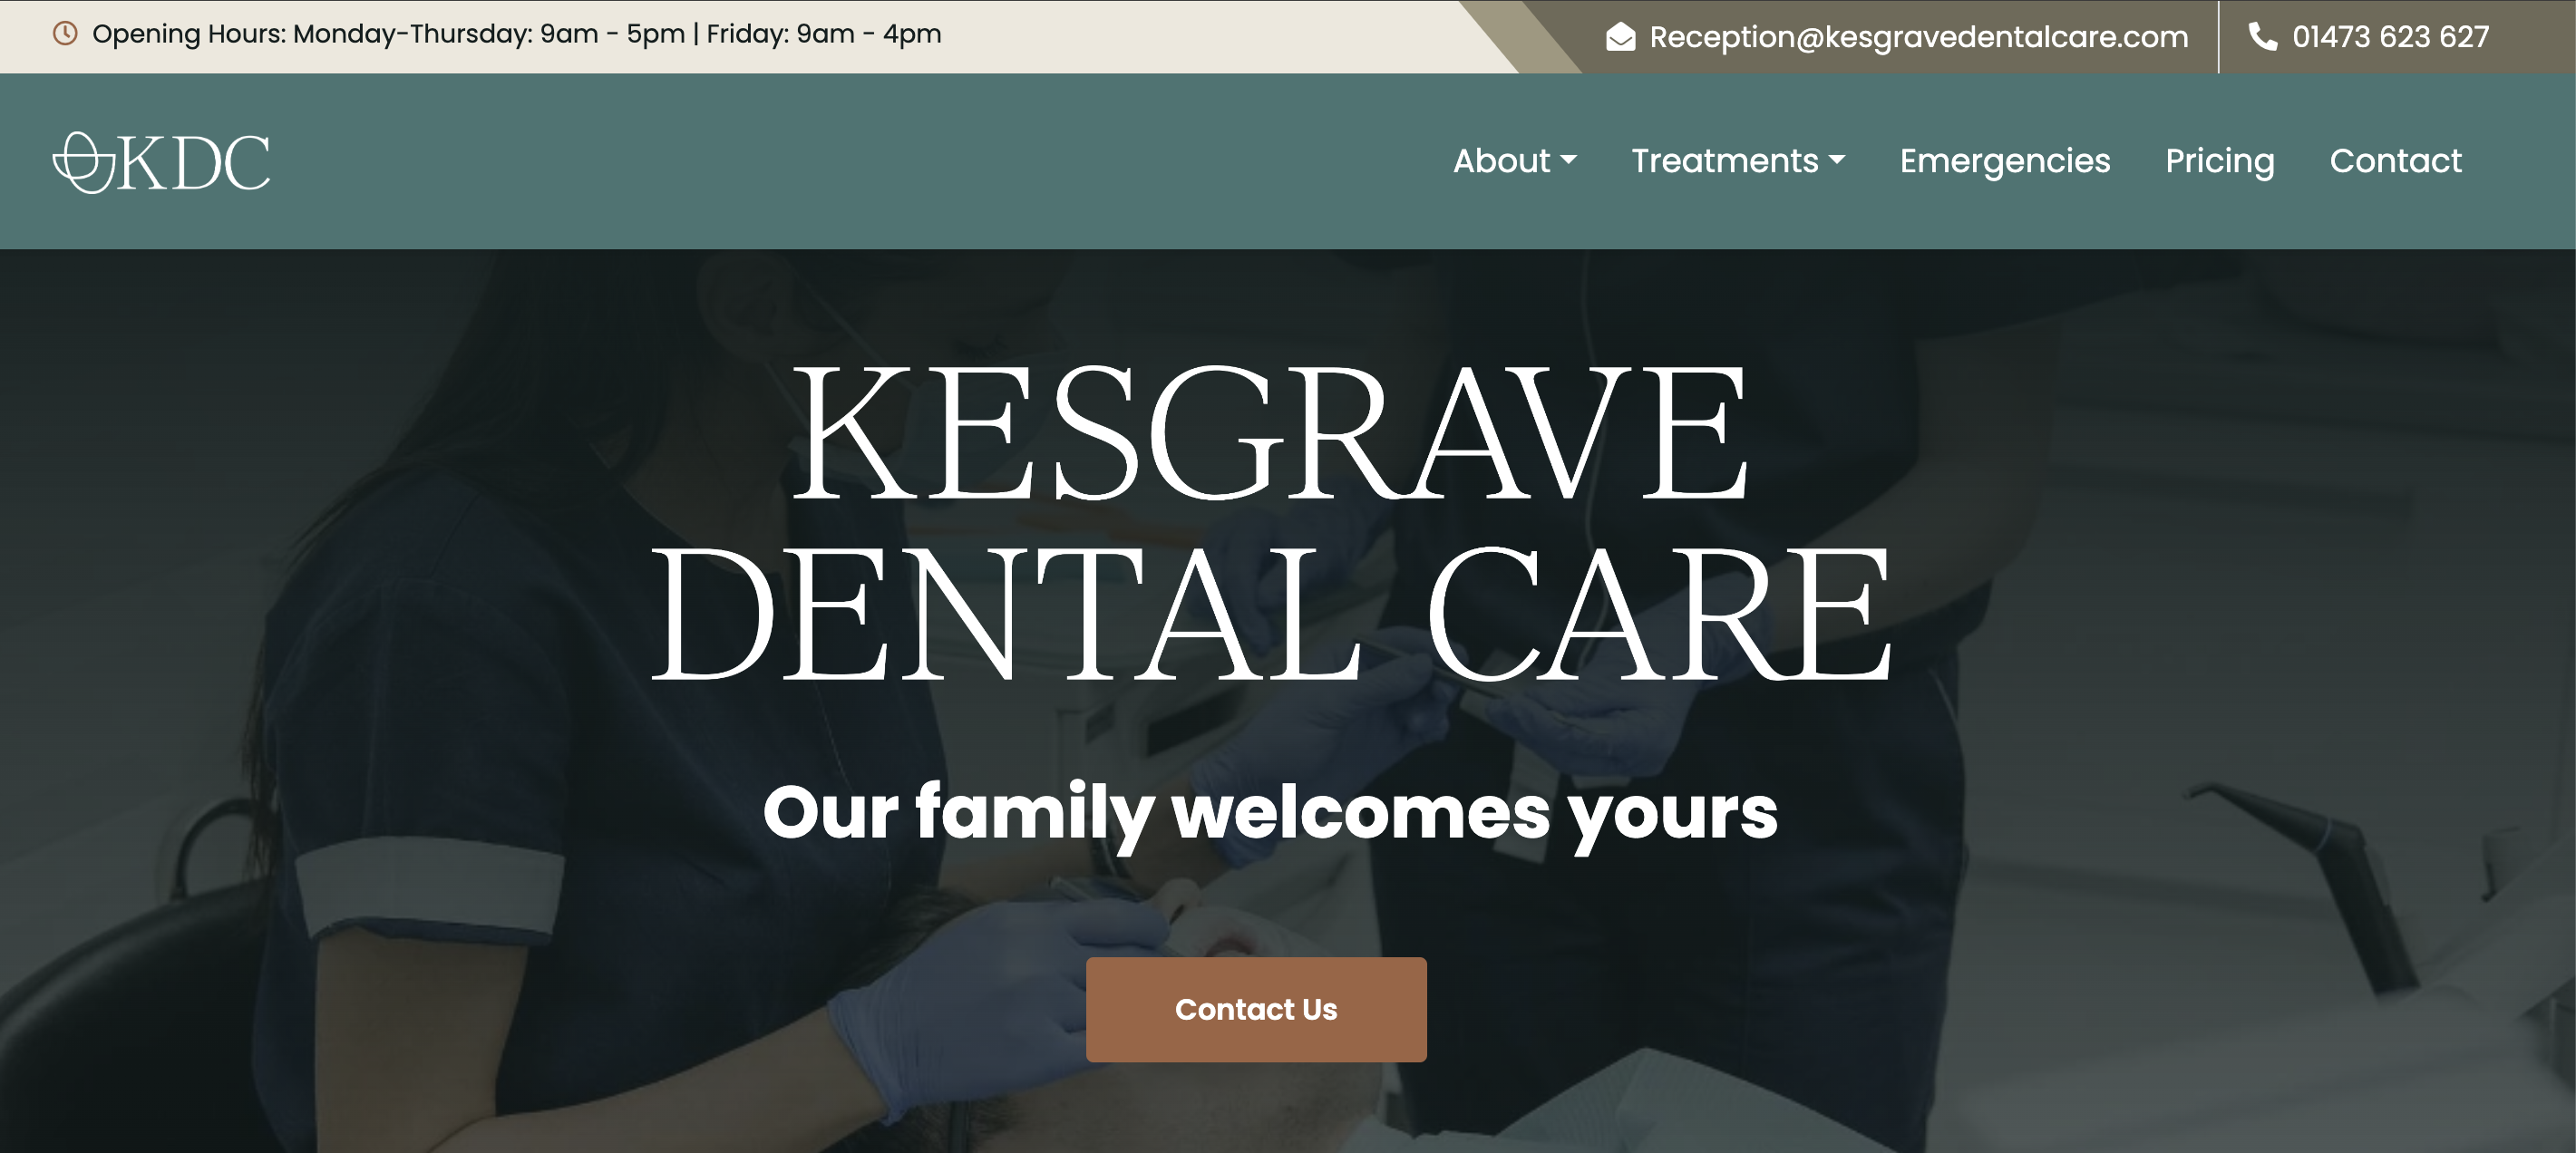 Opening Hours: Monday-Thursday: 9am - 5pm | Friday: 9am - 4pm
Reception@kesgravedentalcare.com
01473 623 627
KDC
About
Treatments
Emergencies
Pricing
Contact
KESGRAVE
DENTAL CARE
Our family welcomes yours
Contact Us